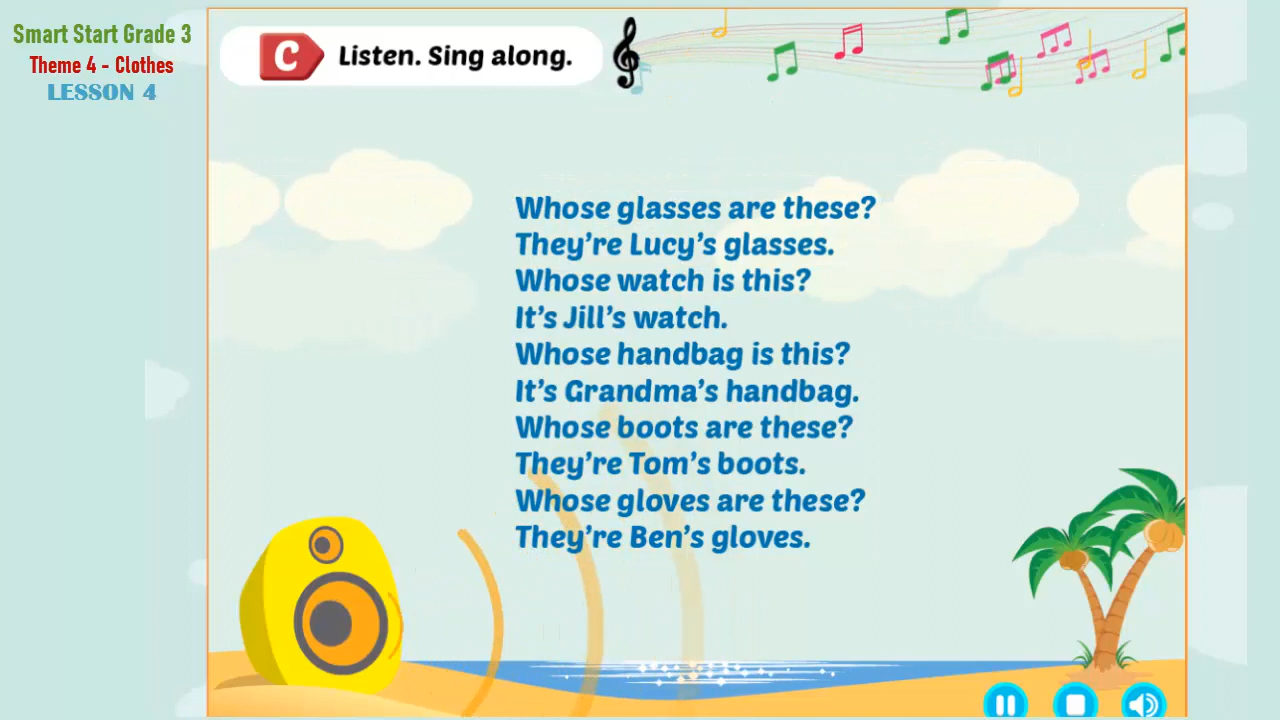 Smart Start Grade 3
Theme 4 - Clothes
LESSON 4
C Listen. Sing along.
Whose glasses are these?
They're Lucy's glasses.
Whose watch is this?
It's Jill's watch.
Whose handbag is this?
It's Grandma's handbag.
Whose boots are these?
They're Tom's boots.
Whose gloves are these?
They're Ben's gloves.